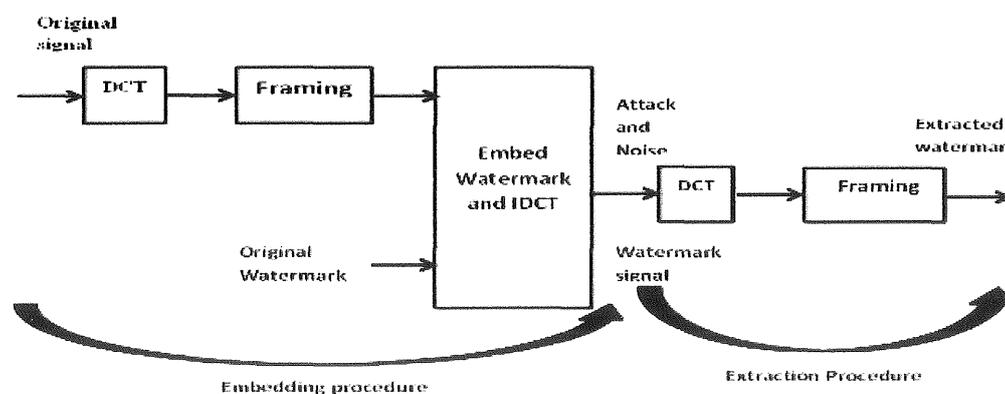 Original
signal
DCT
Framing
Embed
Watermark
and IDCT
Original
Watermark
Attack
and
Noise
Watermark
signal
DCT
Framing
Extracted
watermar
Embedding procedure
Extraction Procedure